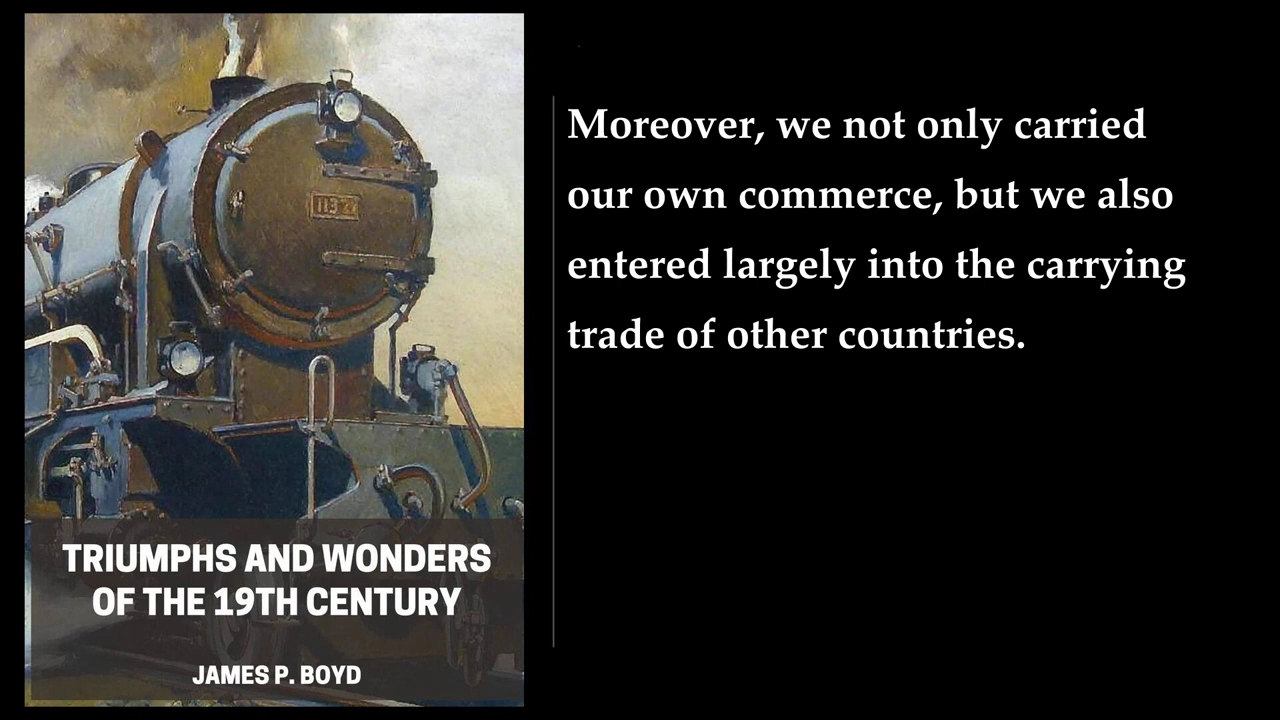 Moreover, we not only carried
our own commerce, but we also
entered largely into the carrying
trade of other countries.
TRIUMPHS AND WONDERS
OF THE 19TH CENTURY
JAMES P. BOYD